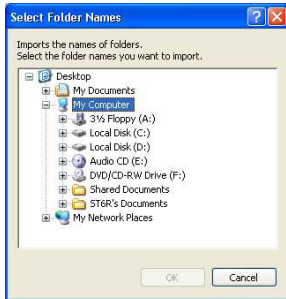 Select Folder Names
Imports the names of folders.
Select the folder names you want to import.
Desktop
My Documents
My Computer
3½ Floppy (A:)
Local Disk (C:)
Local Disk (D:)
Audio CD (E:)
DVD/CD-RW Drive (F:)
Shared Documents
ST6R's Documents
My Network Places
OK
Cancel